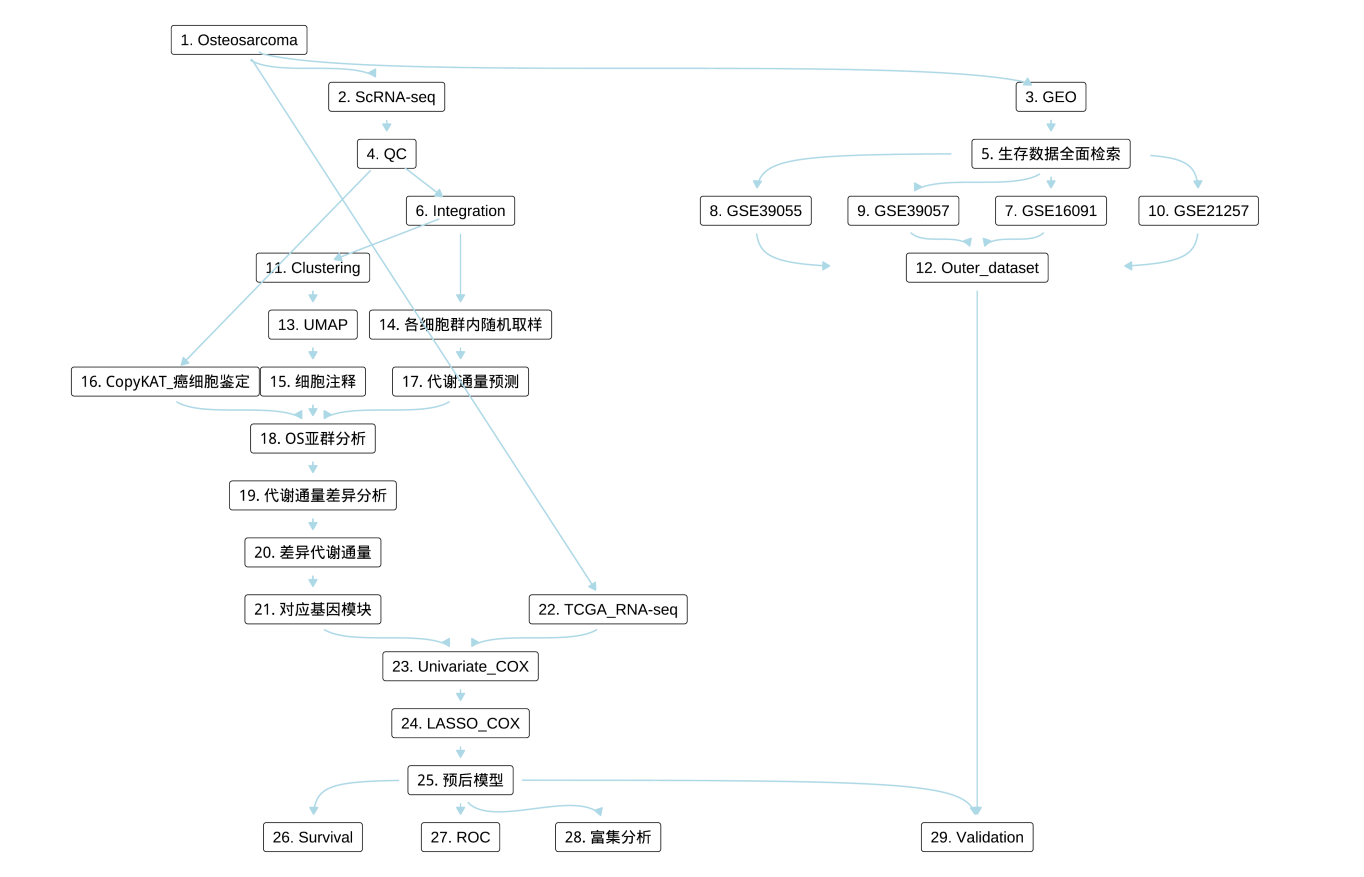 1. Osteosarcoma
2. ScRNA-seq
3. GEO
4. QC
5. 生存数据全面检索
6. Integration
8. GSE39055
9. GSE39057
7. GSE16091
10. GSE21257
11. Clustering
12. Outer_dataset
13. UMAP
14. 各细胞群内随机取样
16. CopyKAT_癌细胞鉴定
15. 细胞注释
17. 代谢通量预测
18. OS亚群分析
19. 代谢通量差异分析
20. 差异代谢通量
21. 对应基因模块
22. TCGA_RNA-seq
23. Univariate_COX
24. LASSO_COX
25. 预后模型
26. Survival
27. ROC
28. 富集分析
29. Validation